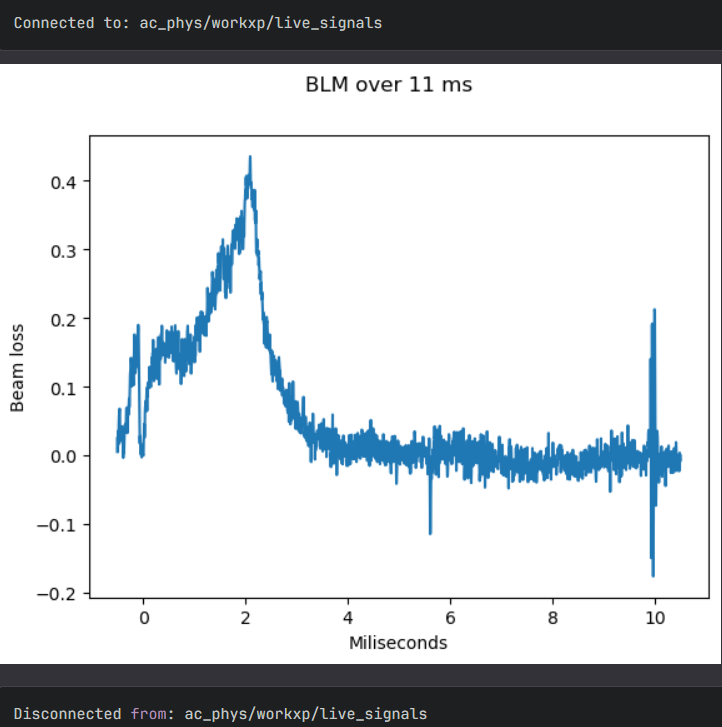 Connected to: ac_phys/workxp/live_signals
BLM over 11 ms
0.4
0.3
0.2
0.1
0.0
−0.1
−0.2
Beam loss
0 2 4 6 8 10
Miliseconds
Disconnected from: ac_phys/workxp/live_signals